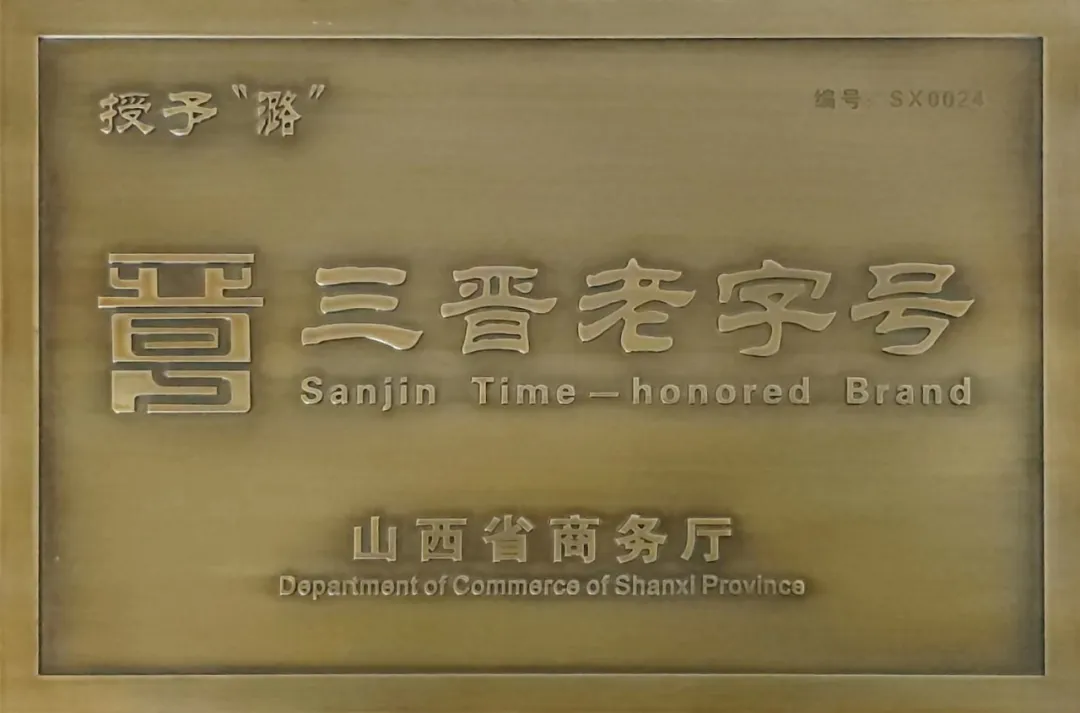 授予“潞”
编号：SX0024
三晋老字号
Sanjin Time—honored Brand
山西省商务厅
Department of Commerce of Shanxi Province